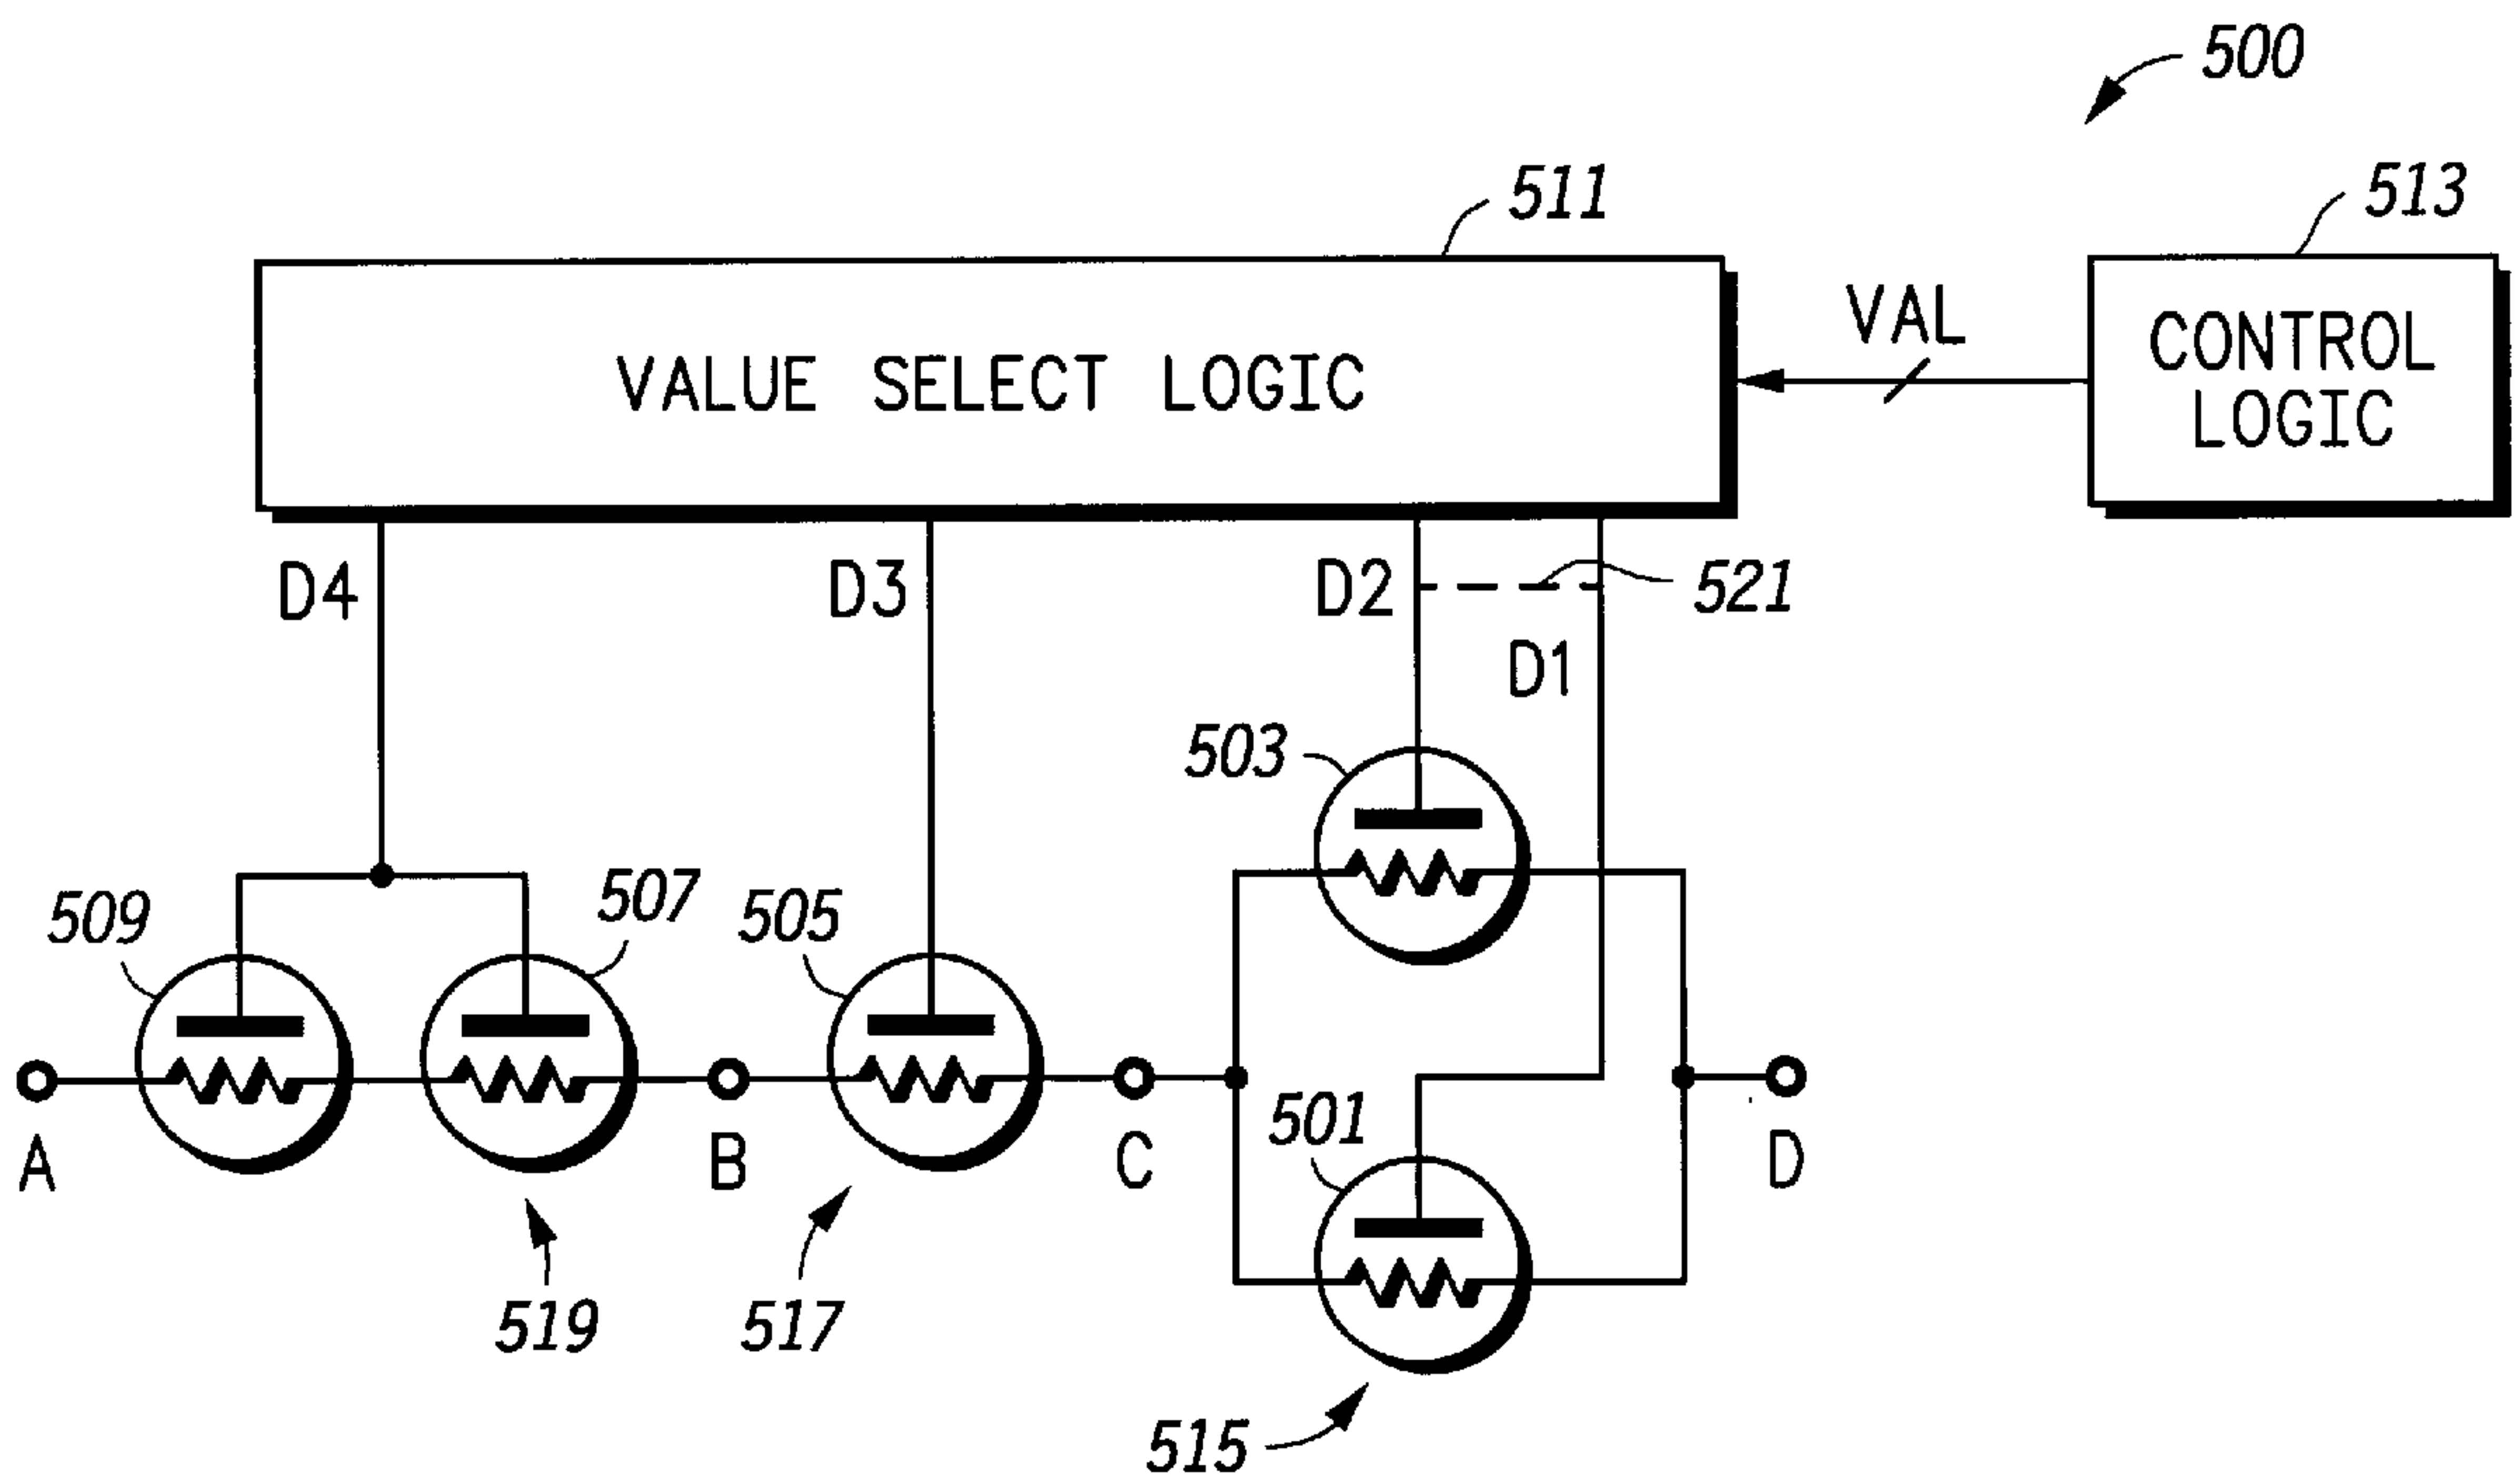 500
511
513
VAL
CONTROL
LOGIC
VALUE SELECT LOGIC
D4
D3
D2
521
D1
503
509
507
505
501
A
B
C
D
519
517
515